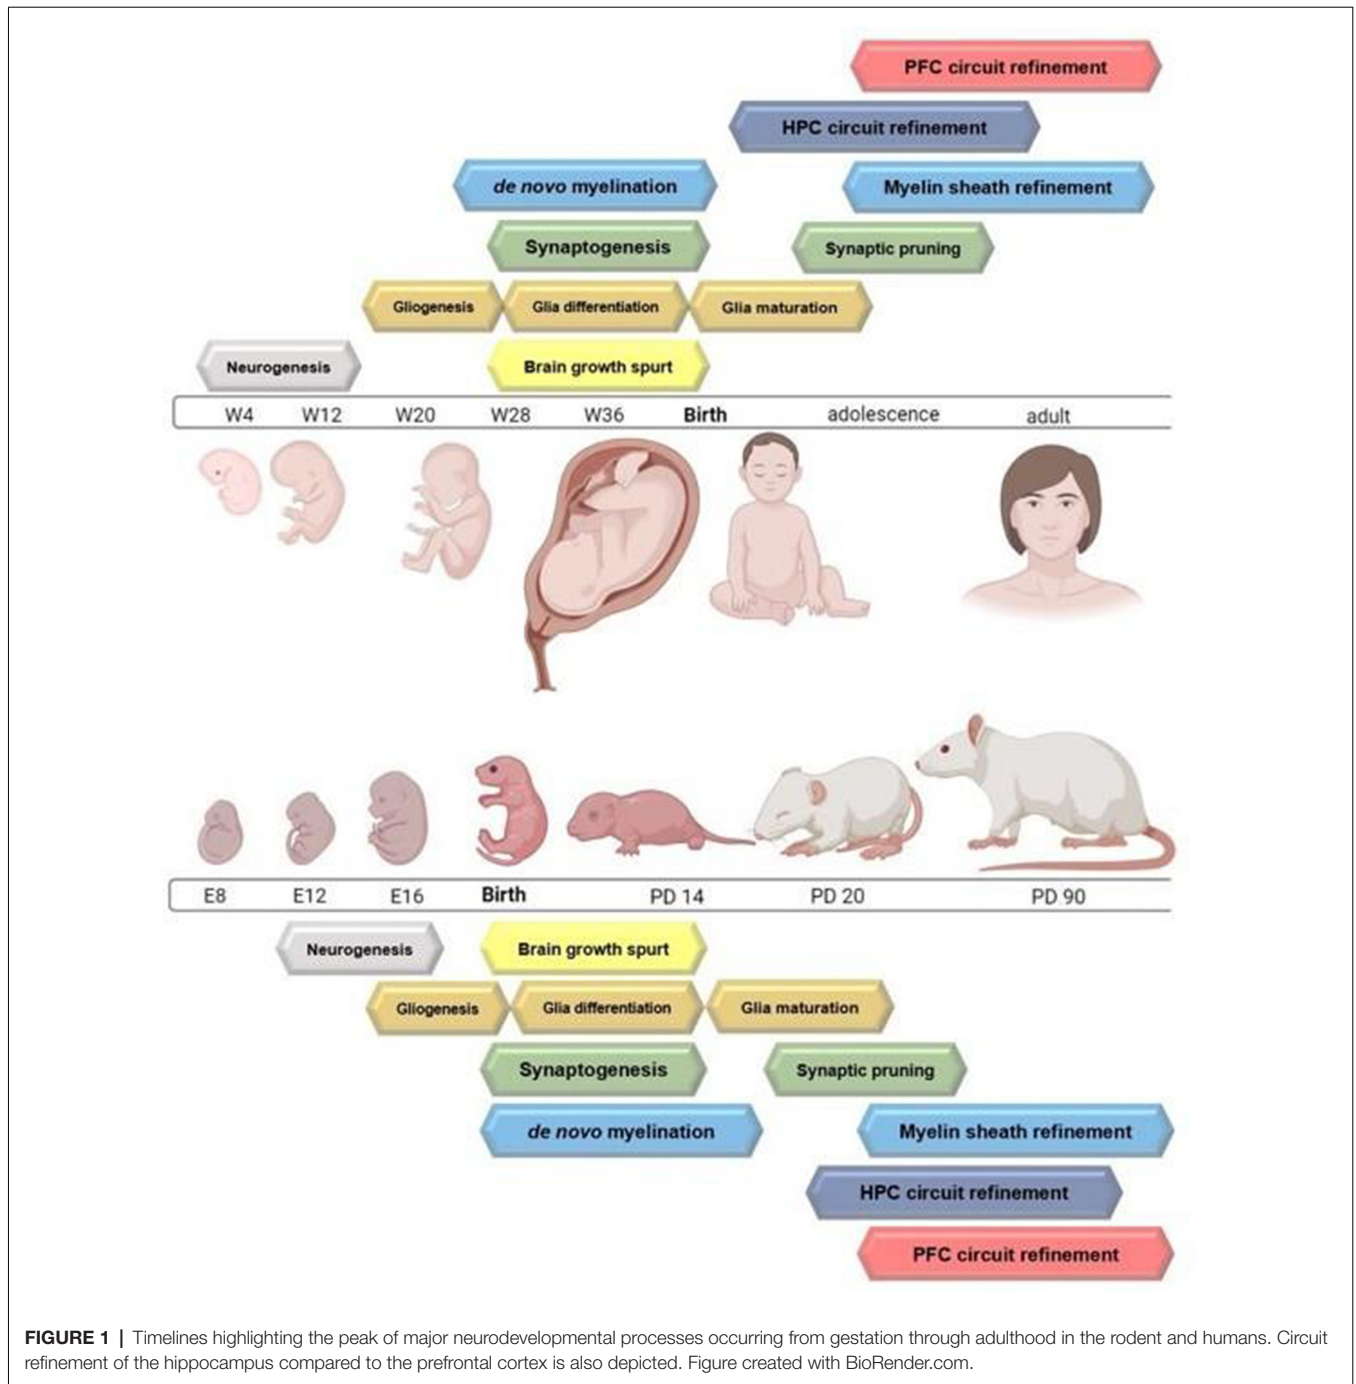 PFC circuit refinement
HPC circuit refinement
de novo myelination
Myelin sheath refinement
Synaptogenesis
Synaptic pruning
Gliogenesis
Glia differentiation
Glia maturation
Neurogenesis
Brain growth spurt
W4 W12 W20 W28 W36 Birth adolescence adult
E8 E12 E16 Birth PD 14 PD 20 PD 90
Neurogenesis
Brain growth spurt
Gliogenesis
Glia differentiation
Glia maturation
Synaptogenesis
Synaptic pruning
de novo myelination
Myelin sheath refinement
HPC circuit refinement
PFC circuit refinement
FIGURE 1 | Timelines highlighting the peak of major neurodevelopmental processes occurring from gestation through adulthood in the rodent and humans. Circuit
refinement of the hippocampus compared to the prefrontal cortex is also depicted. Figure created with BioRender.com.